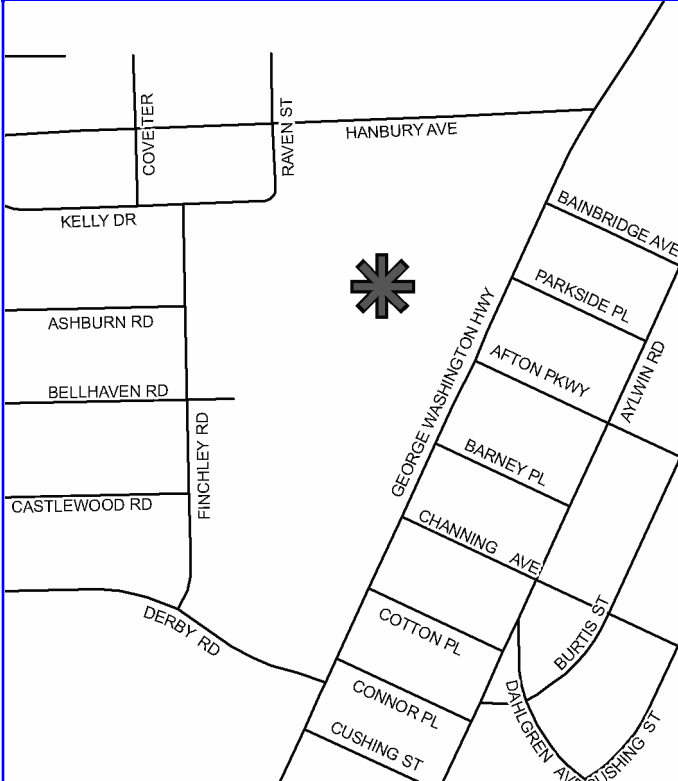 COVE TER
RAVEN ST
HANBURY AVE
KELLY DR
BAINBRIDGE AVE
PARKSIDE PL
ASHBURN RD
GEORGE WASHINGTON HWY
AFTON PKWY
AYLWIN RD
BELLHAVEN RD
FINCHLEY RD
BARNEY PL
CASTLEWOOD RD
CHANNING AVE
DERBY RD
COTTON PL
BURTIS ST
CONNOR PL
DAHLGREN AVE
CUSHING ST
CUSHING ST